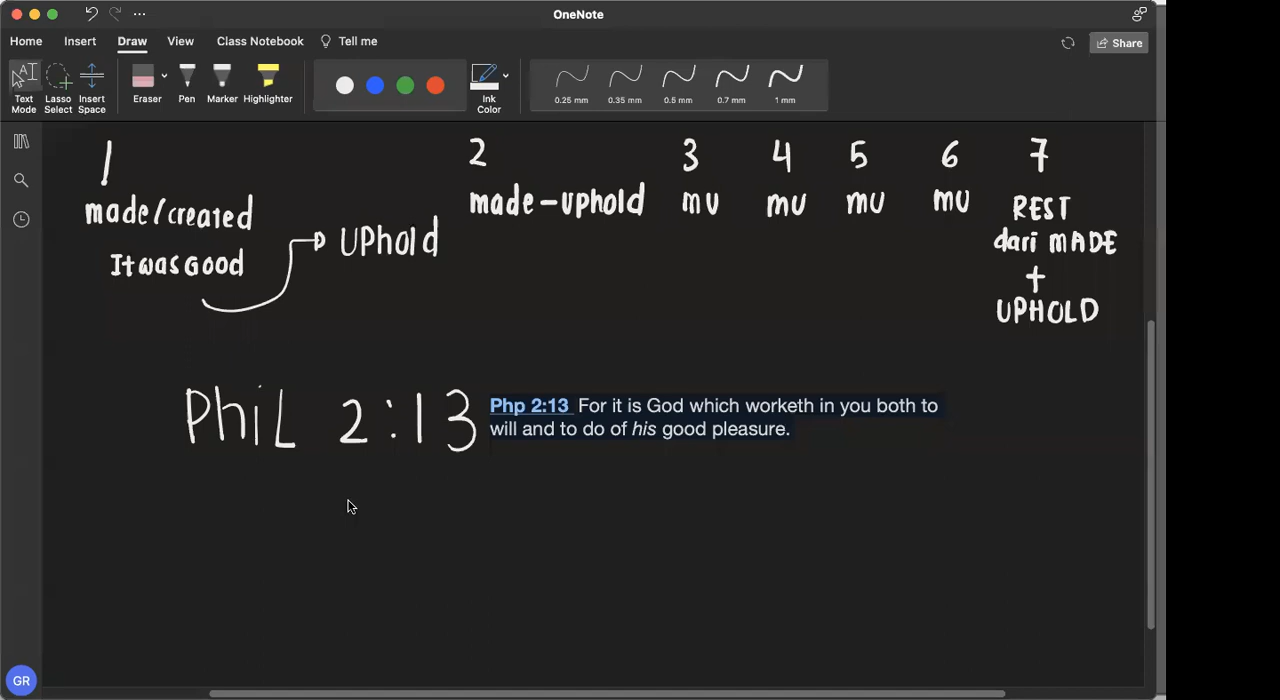 OneNote
Home Insert Draw View Class Notebook Tell me
Share
Text Mode
Lasso Select
Insert Space
Eraser
Pen
Marker
Highlighter
Ink Color
0.25 mm 0.35 mm 0.5 mm 0.7 mm 1 mm
1 2 3 4 5 6 7
made/created
It was Good
UPhold
made-uphold mu mu mu mu
REST
dari MADE
+
UPHOLD
PhiL 2:13
Php 2:13 For it is God which worketh in you both to
will and to do of his good pleasure.
GR